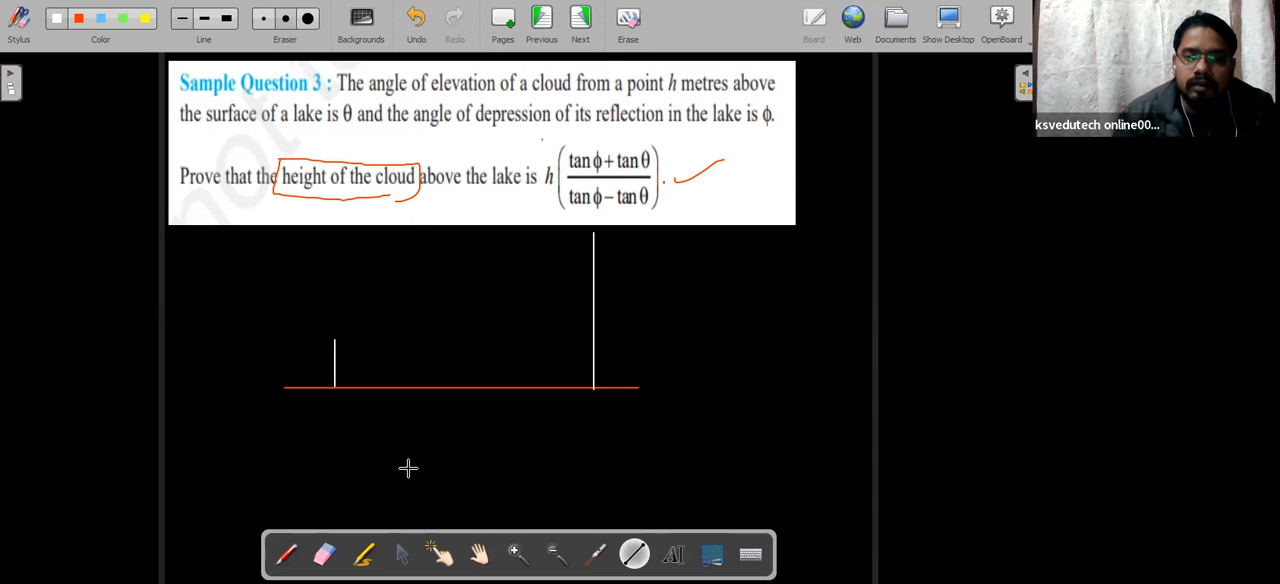 Stylus
Color
Line
Eraser
Backgrounds
Undo
Redo
Pages
Previous
Next
Erase
Board
Web
Documents
Show Desktop
OpenBoard
ksvedutech online00...
Sample Question 3 : The angle of elevation of a cloud from a point h metres above
the surface of a lake is θ and the angle of depression of its reflection in the lake is ϕ.
Prove that the height of the cloud above the lake is h ( (tan ϕ + tan θ) / (tan ϕ − tan θ) ).
AI